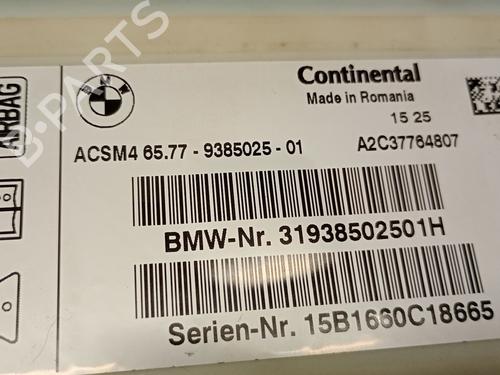 BMW
Continental
Made in Romania
AIRBAG
15 25
ACSM4 65.77 - 9385025 - 01
A2C37764807
BMW-Nr. 31938502501H
Serien-Nr. 15B1660C18665
B-PARTS